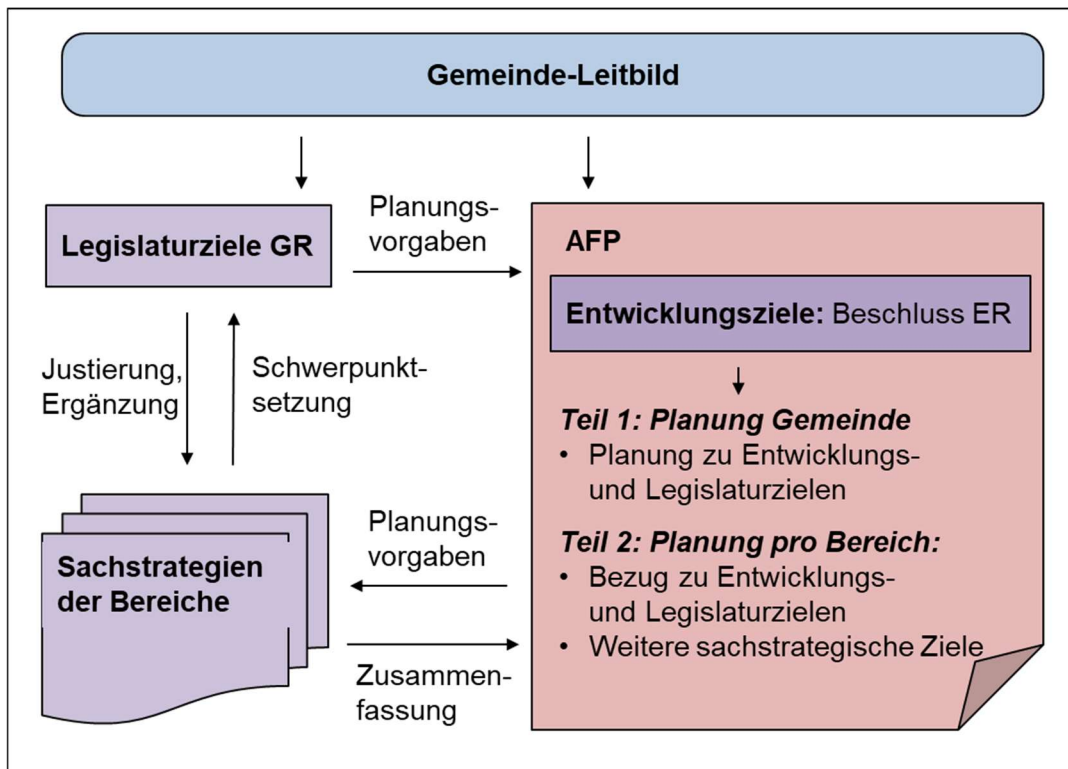 Gemeinde-Leitbild
Legislaturziele GR
Planungs-
vorgaben
AFP
Entwicklungsziele: Beschluss ER
Justierung,
Ergänzung
Schwerpunkt-
setzung
Teil 1: Planung Gemeinde
• Planung zu Entwicklungs-
und Legislaturzielen
Sachstrategien
der Bereiche
Planungs-
vorgaben
Zusammen-
fassung
Teil 2: Planung pro Bereich:
• Bezug zu Entwicklungs-
und Legislaturzielen
• Weitere sachstrategische Ziele